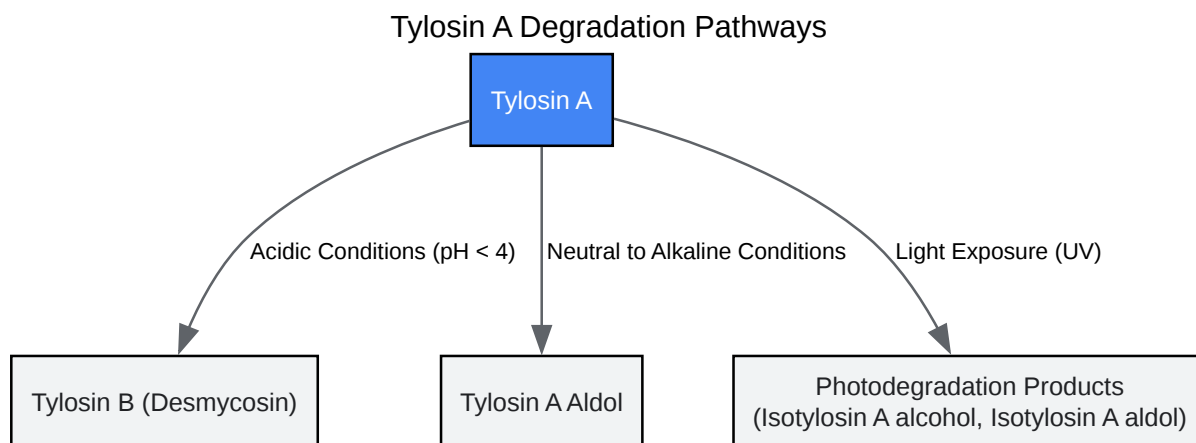 Tylosin A Degradation Pathways
Tylosin A
Acidic Conditions (pH < 4)
Neutral to Alkaline Conditions
Light Exposure (UV)
Tylosin B (Desmycosin)
Tylosin A Aldol
Photodegradation Products
(Isotylosin A alcohol, Isotylosin A aldol)